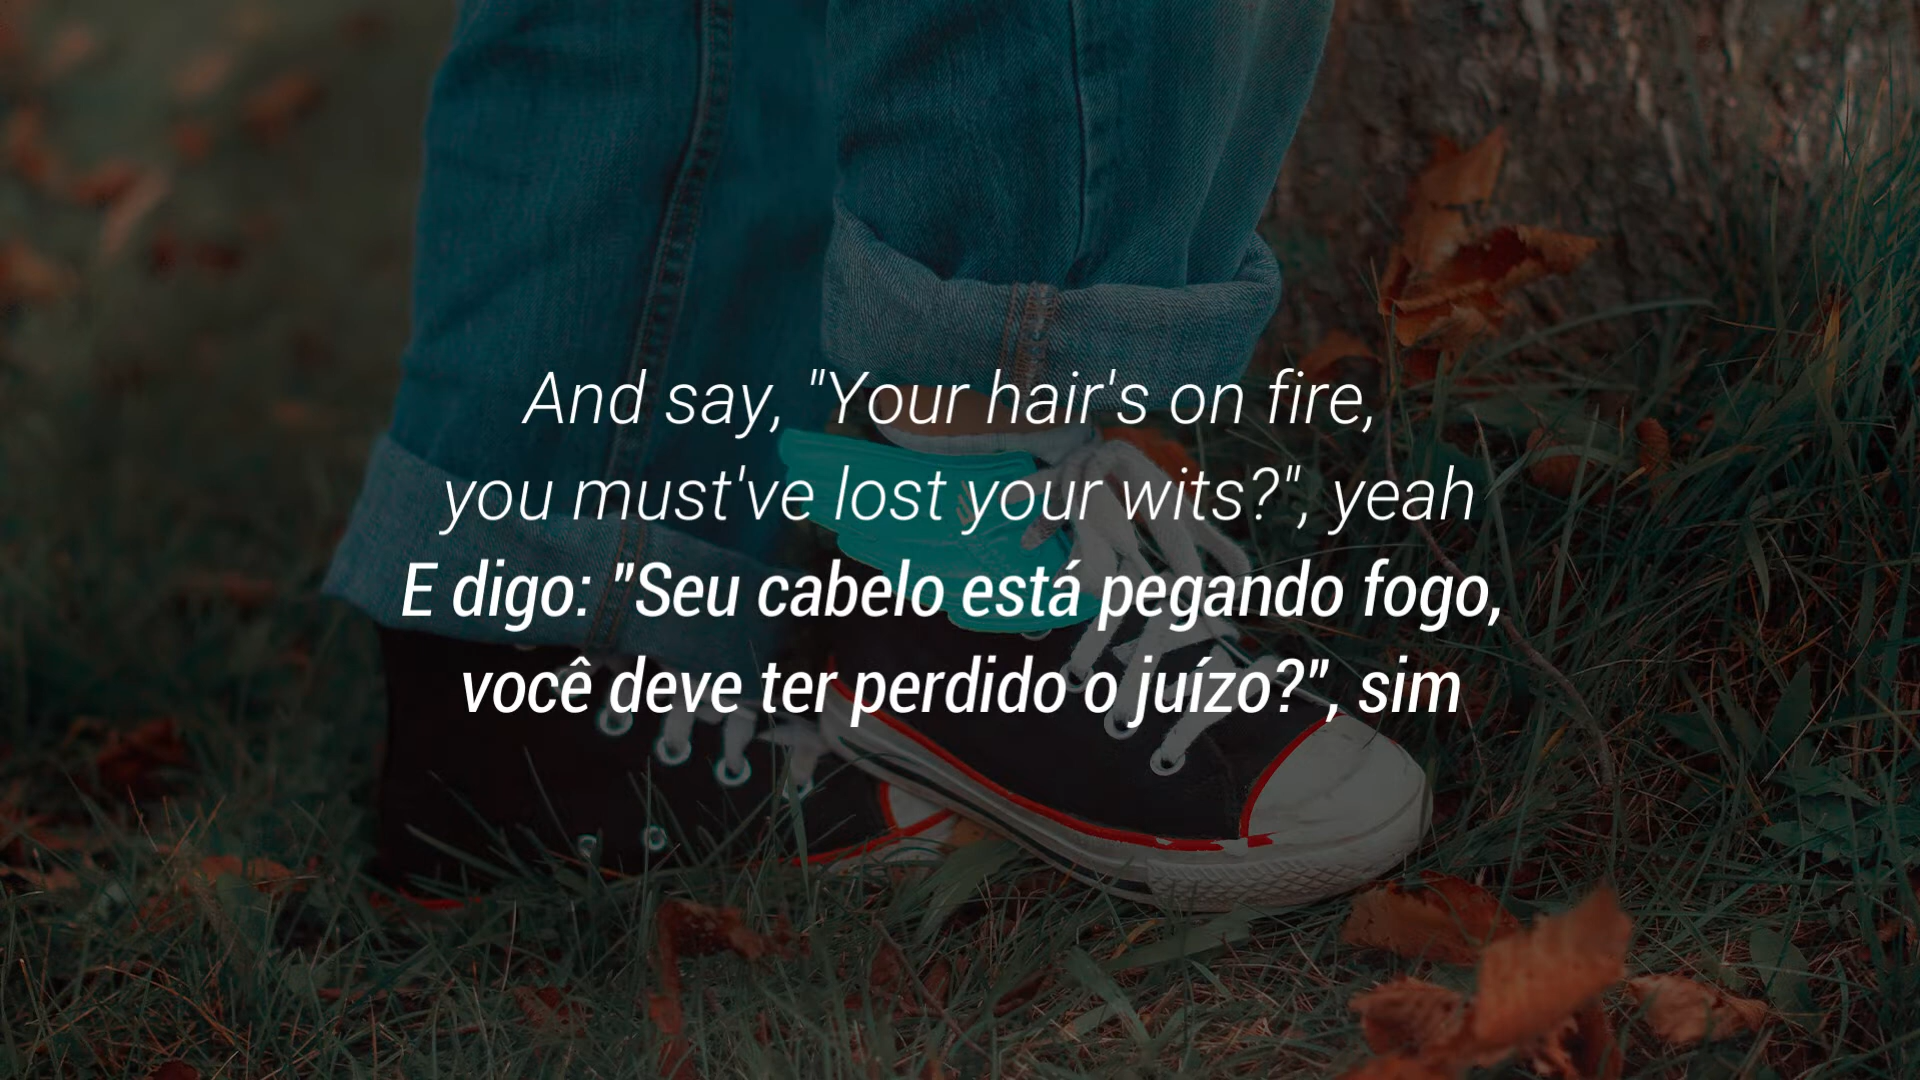 And say, "Your hair's on fire,
you must've lost your wits?", yeah
E digo: "Seu cabelo está pegando fogo,
você deve ter perdido o juízo?", sim